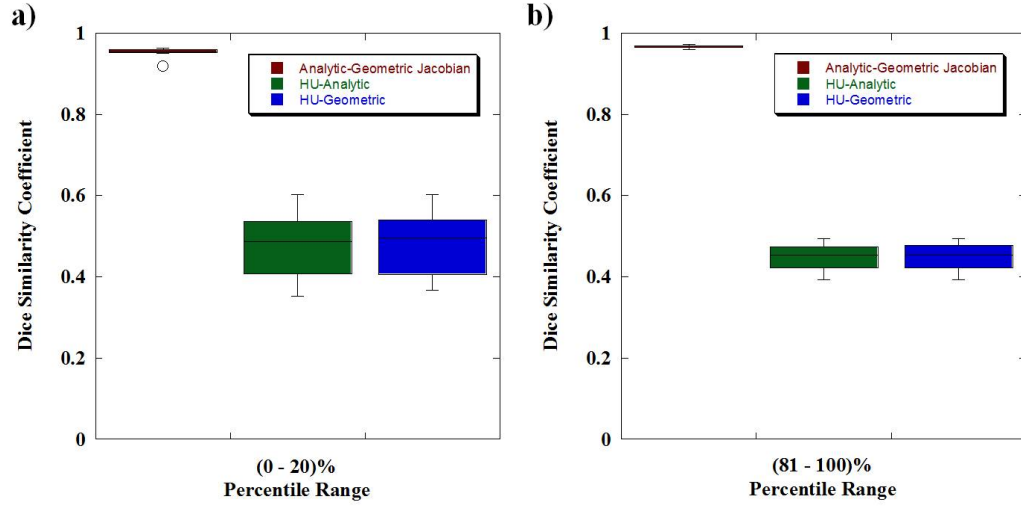 a)
Dice Similarity Coefficient
1
0.8
0.6
0.4
0.2
0
Analytic-Geometric Jacobian
HU-Analytic
HU-Geometric
(0 - 20)%
Percentile Range
b)
Dice Similarity Coefficient
1
0.8
0.6
0.4
0.2
0
Analytic-Geometric Jacobian
HU-Analytic
HU-Geometric
(81 - 100)%
Percentile Range